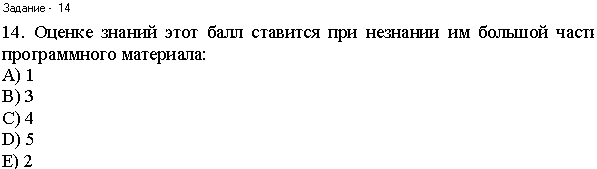 Задание - 14
14. Оценке знаний этот балл ставится при незнании им большой части
программного материала:
A) 1
B) 3
C) 4
D) 5
E) 2